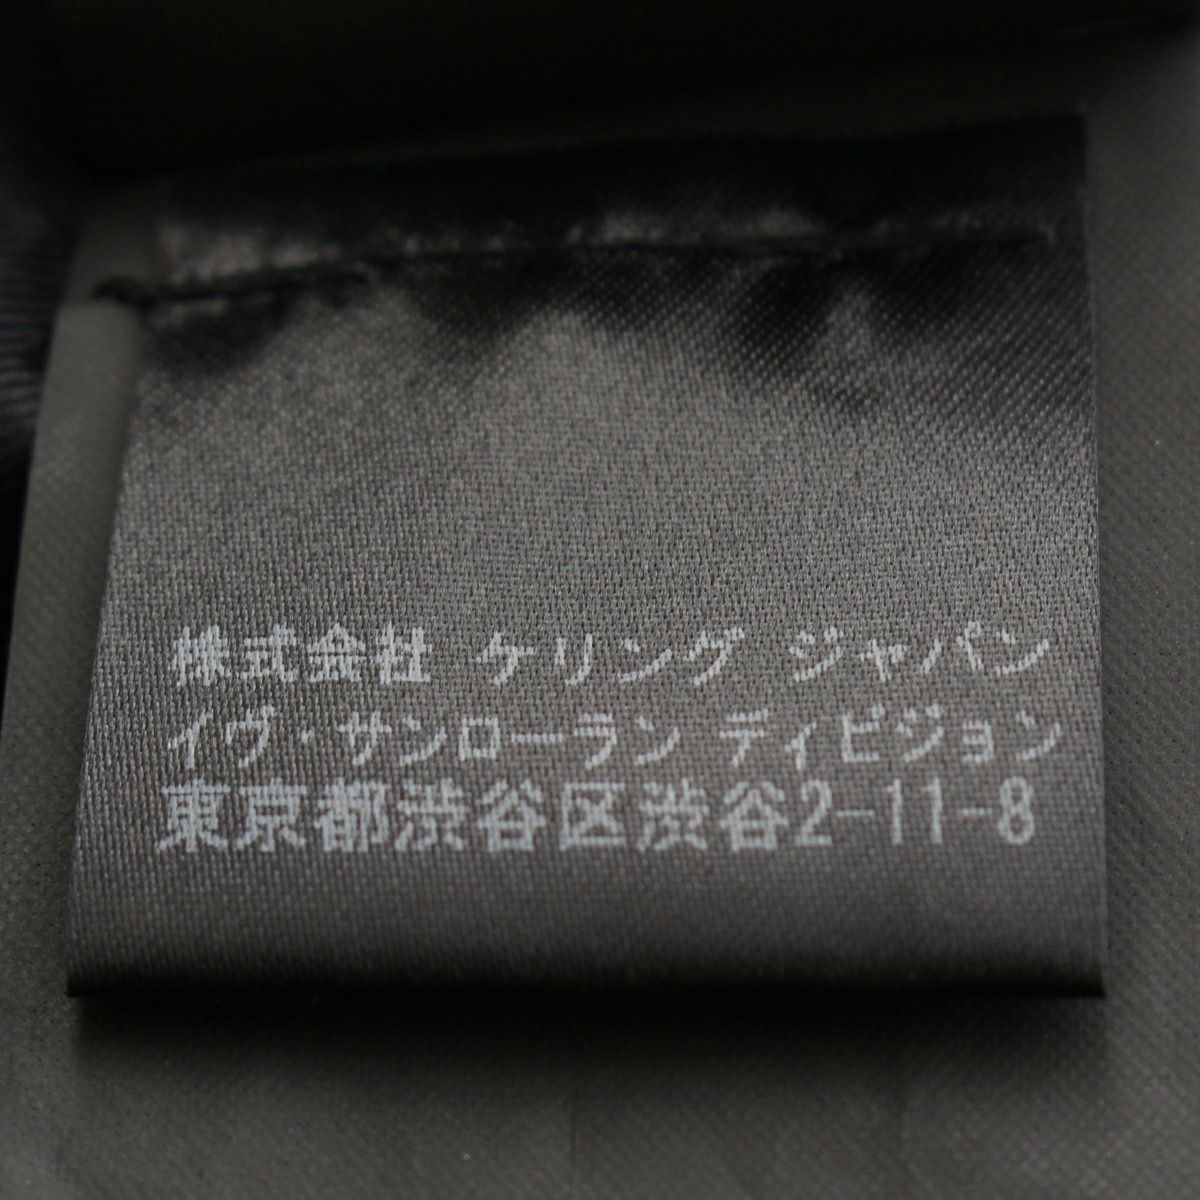 株式会社 ケリング ジャパン
イヴ・サンローラン ディビジョン
東京都渋谷区渋谷2-11-8